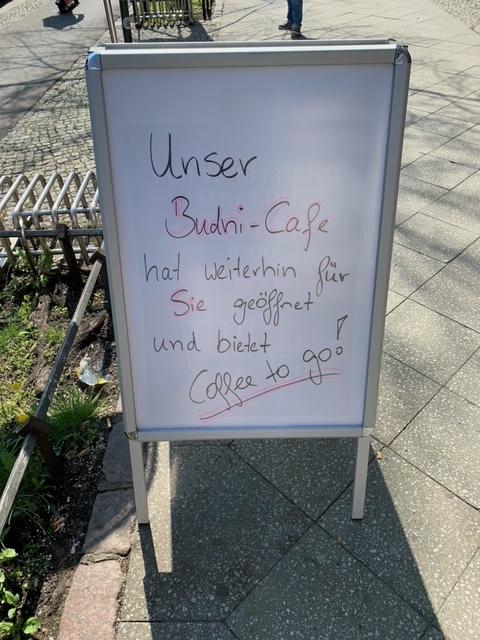 Unser
Budni-Cafe
hat weiterhin für
Sie geöffnet
und bietet
Coffee to go!